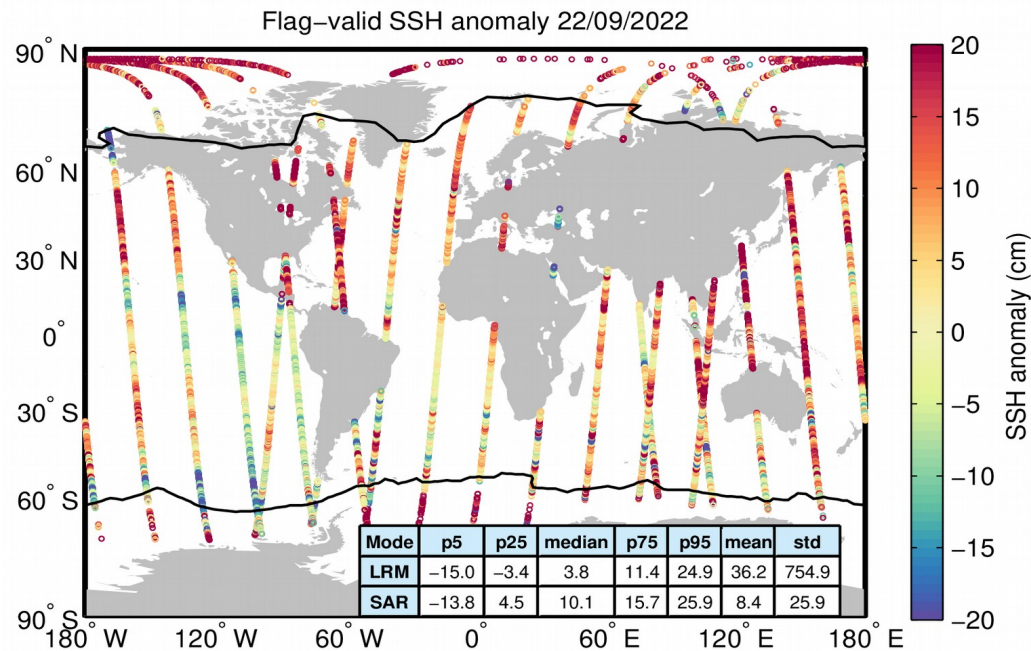 Flag−valid SSH anomaly 22/09/2022
90° N
60° N
30° N
0°
30° S
60° S
90° S
180° W
120° W
60° W
0°
60° E
120° E
180° E
Mode p5 p25 median p75 p95 mean std
LRM −15.0 −3.4 3.8 11.4 24.9 36.2 754.9
SAR −13.8 4.5 10.1 15.7 25.9 8.4 25.9
20
15
10
5
0
−5
−10
−15
−20
SSH anomaly (cm)